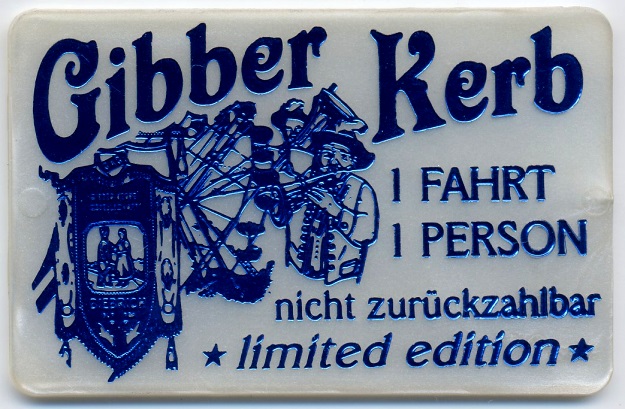 Gibber Kerb
1 FAHRT
1 PERSON
nicht zurückzahlbar
★ limited edition ★